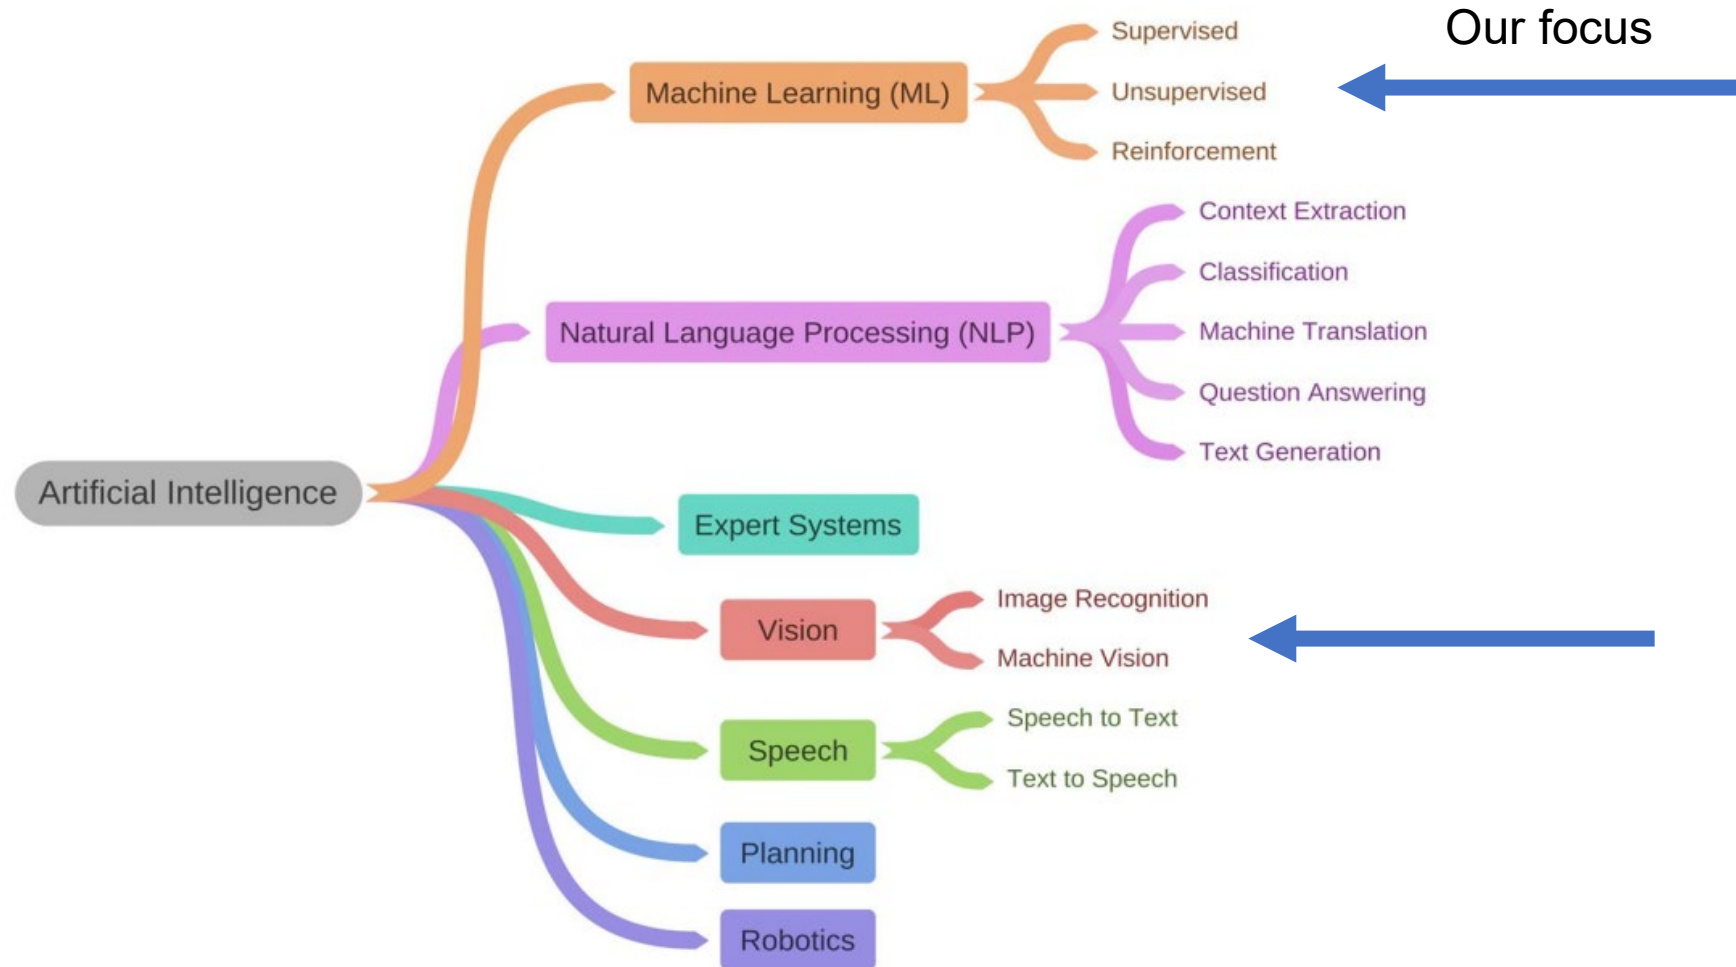 Our focus
Artificial Intelligence
Machine Learning (ML)
Supervised
Unsupervised
Reinforcement
Natural Language Processing (NLP)
Context Extraction
Classification
Machine Translation
Question Answering
Text Generation
Expert Systems
Vision
Image Recognition
Machine Vision
Speech
Speech to Text
Text to Speech
Planning
Robotics